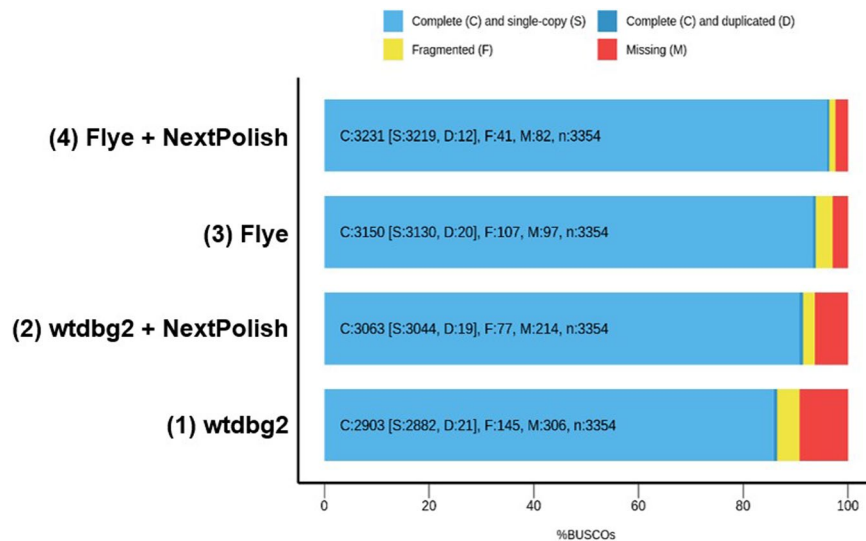 Complete (C) and single-copy (S) Complete (C) and duplicated (D)
Fragmented (F) Missing (M)
(4) Flye + NextPolish C:3231 [S:3219, D:12], F:41, M:82, n:3354
(3) Flye C:3150 [S:3130, D:20], F:107, M:97, n:3354
(2) wtdbg2 + NextPolish C:3063 [S:3044, D:19], F:77, M:214, n:3354
(1) wtdbg2 C:2903 [S:2882, D:21], F:145, M:306, n:3354
0 20 40 60 80 100
%BUSCOs